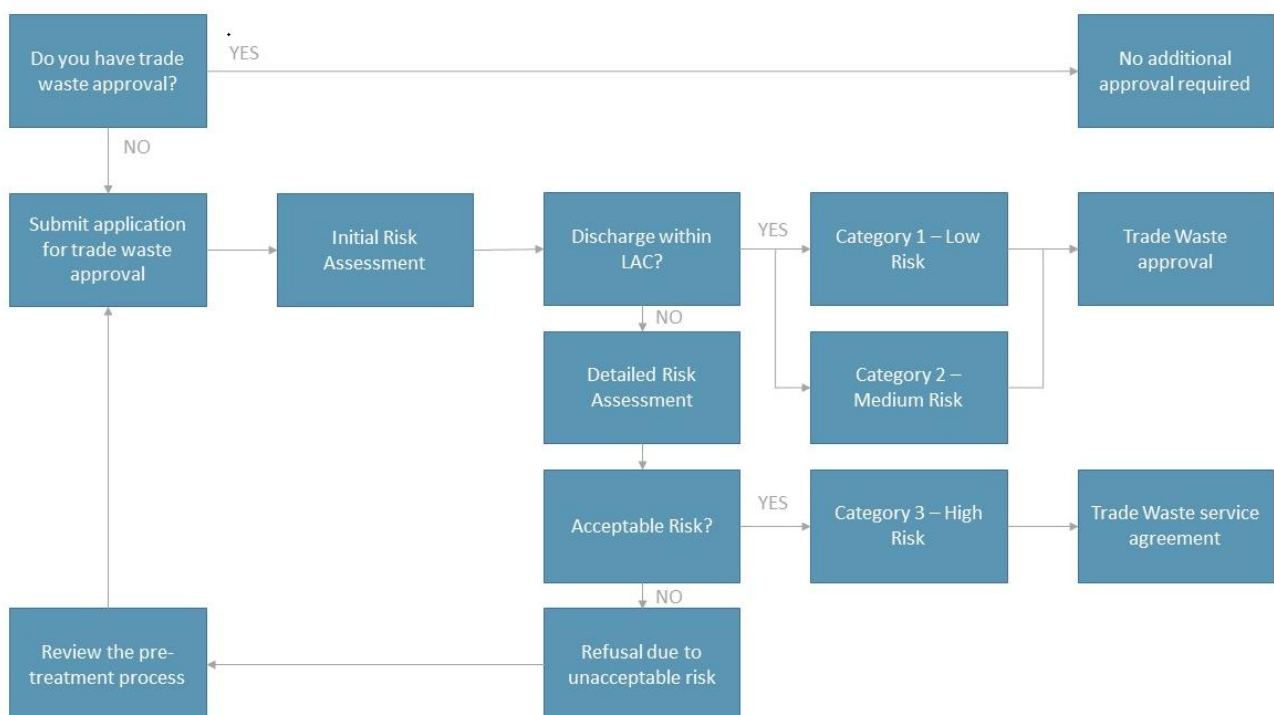 Do you have trade
waste approval?
YES
No additional
approval required
NO
Submit application
for trade waste
approval
Initial Risk
Assessment
Discharge within
LAC?
YES
Category 1 – Low
Risk
Trade Waste
approval
NO
Detailed Risk
Assessment
Category 2 –
Medium Risk
Acceptable Risk?
YES
Category 3 – High
Risk
Trade Waste service
agreement
NO
Review the pre-
treatment process
Refusal due to
unacceptable risk